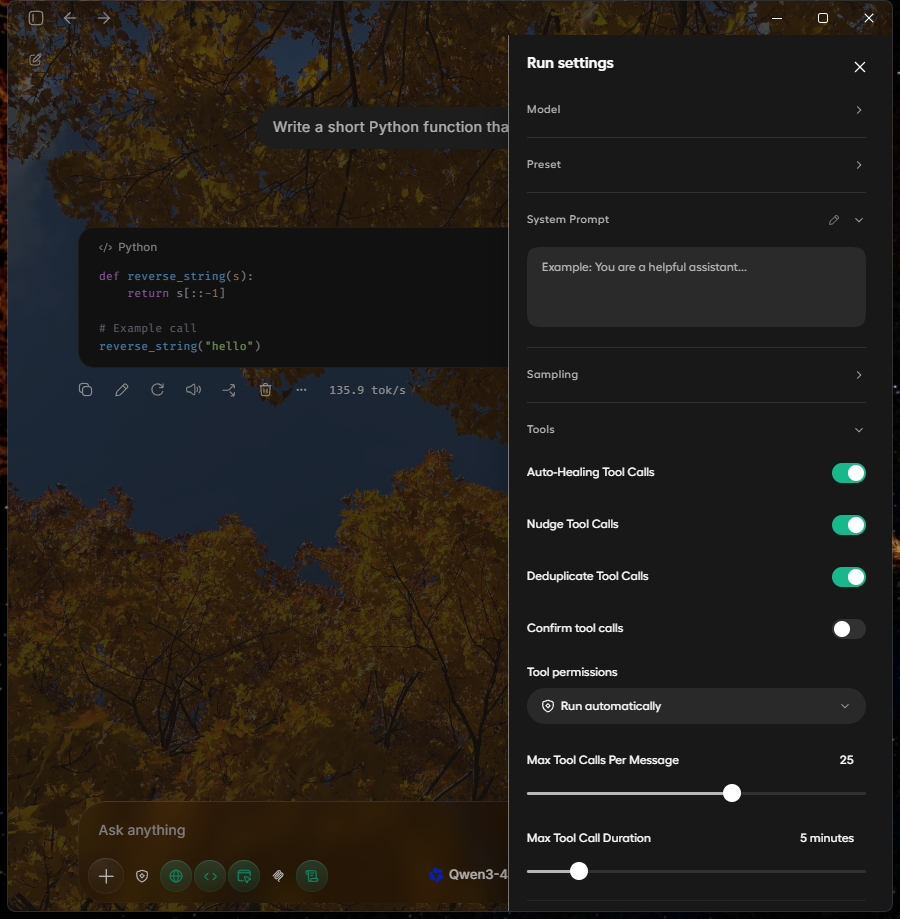 Run settings
Model
Write a short Python function tha
Preset
System Prompt
Example: You are a helpful assistant...
</> Python
def reverse_string(s):
    return s[::-1]
# Example call
reverse_string("hello")
135.9 tok/s
Sampling
Tools
Auto-Healing Tool Calls
Nudge Tool Calls
Deduplicate Tool Calls
Confirm tool calls
Tool permissions
Run automatically
Max Tool Calls Per Message 25
Max Tool Call Duration 5 minutes
Ask anything
Qwen3-4